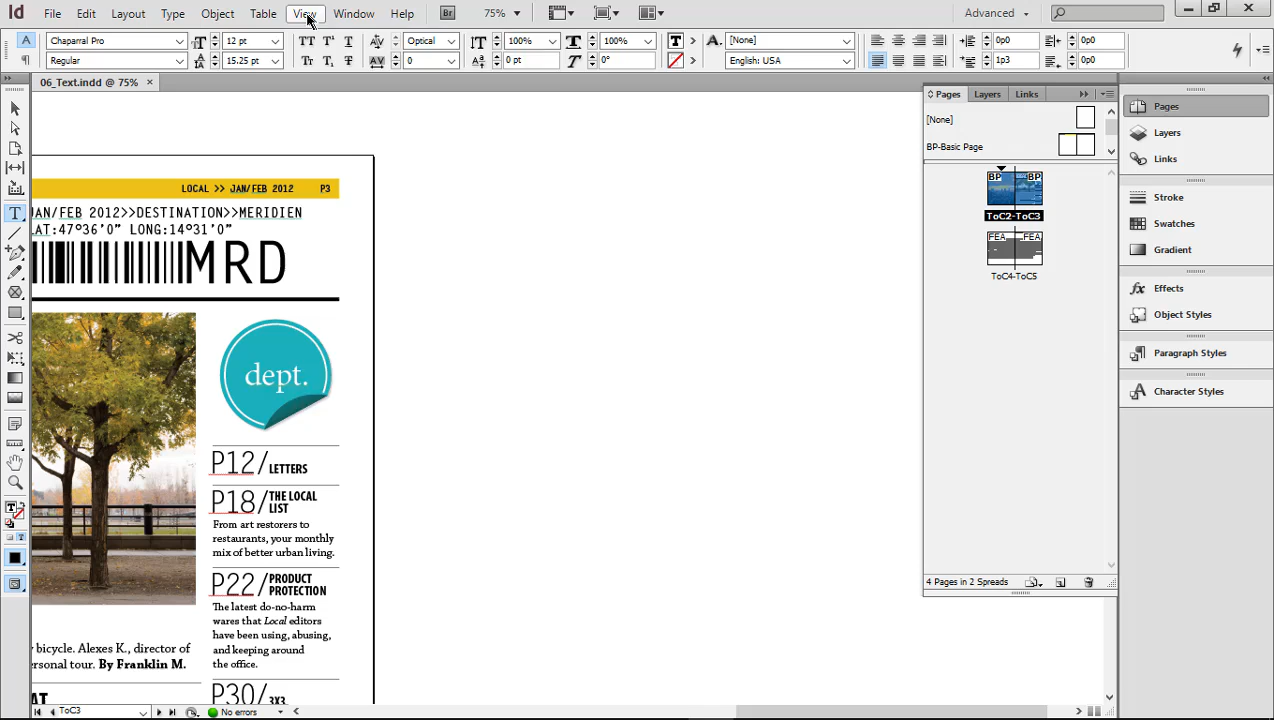 Id File Edit Layout Type Object Table View Window Help Br 75% Advanced
A Chaparral Pro 12 pt Optical 100% 100% [None] 0p0 0p0
Regular 15.25 pt 0 0 pt 0° English: USA 1p3 0p0
06_Text.indd @ 75% ×
LOCAL >> JAN/FEB 2012 P3
JAN/FEB 2012>>DESTINATION>>MERIDIEN
LAT:47°36'0" LONG:14°31'0"
MRD
dept.
P12/ LETTERS
P18/ THE LOCAL
LIST
From art restorers to
restaurants, your monthly
mix of better urban living.
P22/ PRODUCT
PROTECTION
The latest do-no-harm
wares that Local editors
have been using, abusing,
and keeping around
the office.
P30/ 3X3
y bicycle. Alexes K., director of
ersonal tour. By Franklin M.
AT
Pages Layers Links
[None]
BP-Basic Page
BP BP
ToC2-ToC3
FEA FEA
ToC4-ToC5
4 Pages in 2 Spreads
Pages
Layers
Links
Stroke
Swatches
Gradient
Effects
Object Styles
Paragraph Styles
Character Styles
ToC3 No errors